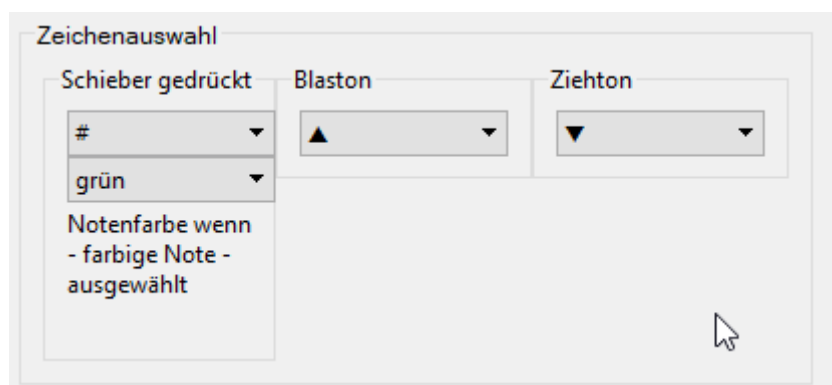 Zeichenauswahl
Schieber gedrückt
Blaston
Ziehton
#
▲
▼
grün
Notenfarbe wenn
- farbige Note -
ausgewählt